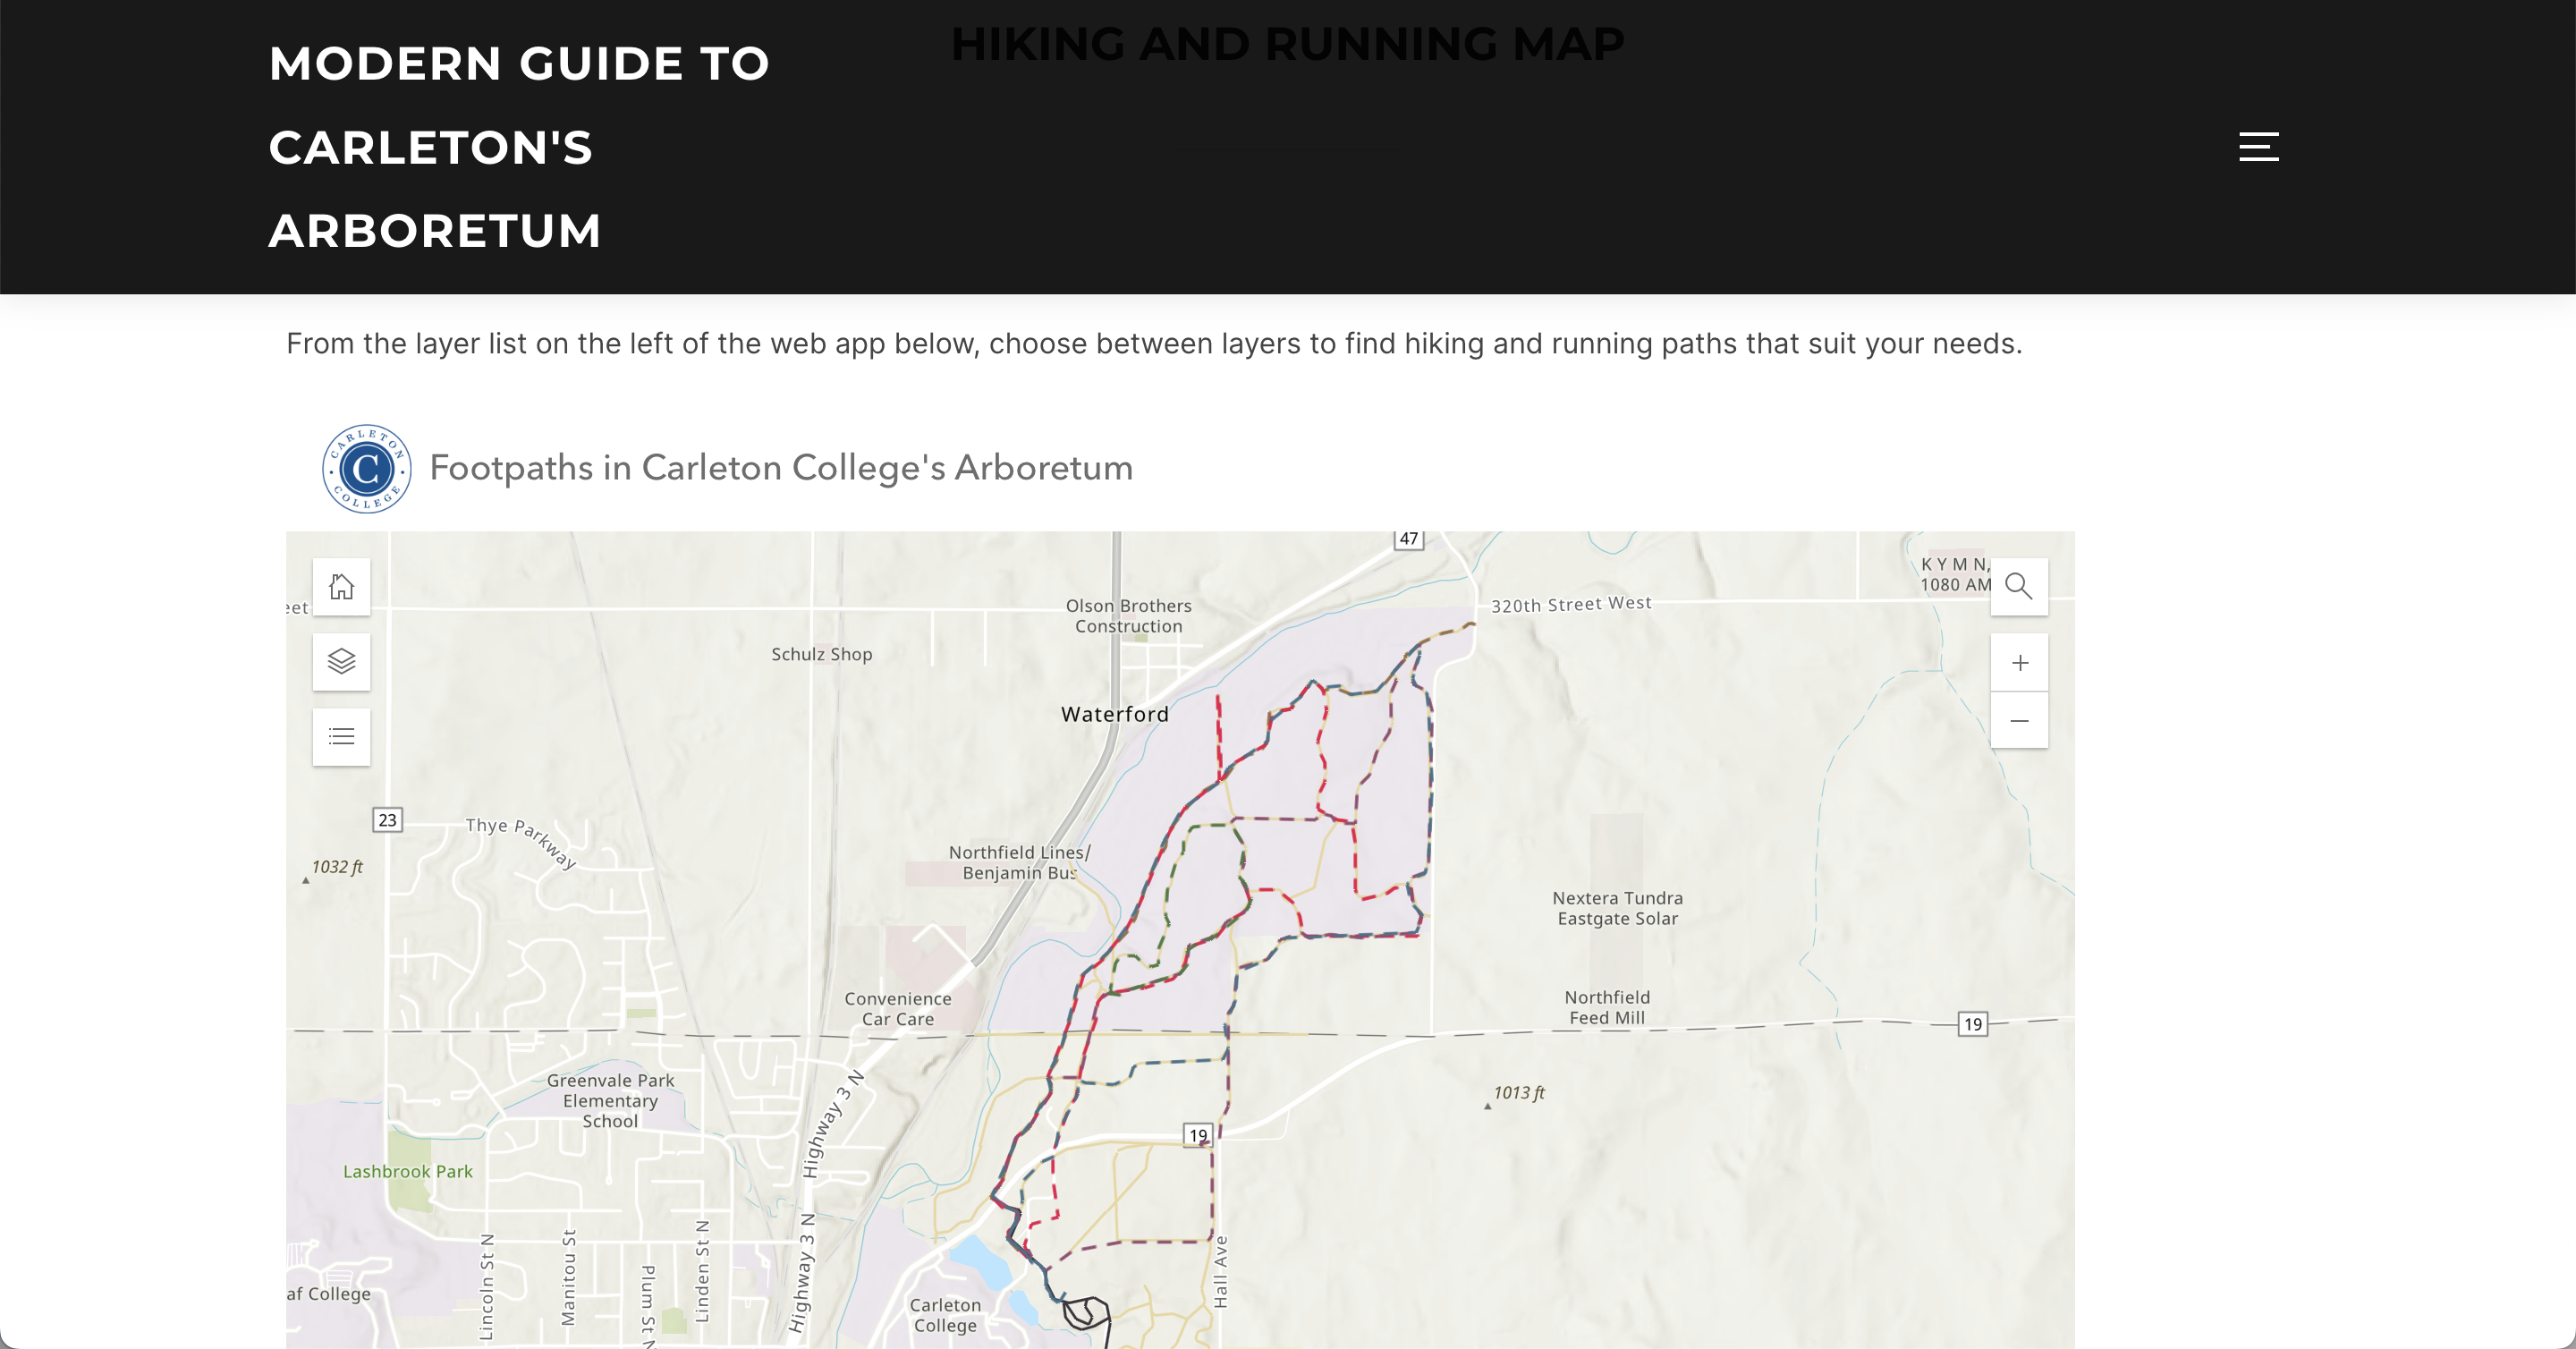 HIKING AND RUNNING MAP
MODERN GUIDE TO
CARLETON'S
ARBORETUM
From the layer list on the left of the web app below, choose between layers to find hiking and running paths that suit your needs.
CARLETON
C
COLLEGE
Footpaths in Carleton College's Arboretum
47
K Y M N,
1080 AM
eet
Olson Brothers
Construction
320th Street West
Schulz Shop
Waterford
23
Thye Parkway
1032 ft
Northfield Lines/
Benjamin Bus
Nextera Tundra
Eastgate Solar
Convenience
Car Care
Northfield
Feed Mill
19
Greenvale Park
Elementary
School
Highway 3 N
1013 ft
19
Lashbrook Park
Highway 3 N
Lincoln St N
Manitou St
Plum St N
Linden St N
Hall Ave
af College
Carleton
College